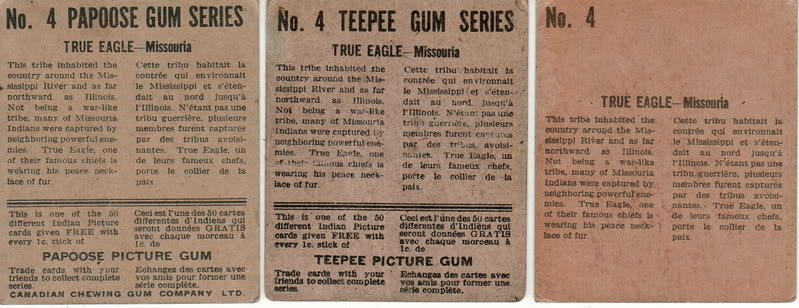 No. 4 PAPOOSE GUM SERIES
TRUE EAGLE—Missouria
This tribe inhabited the
country around the Mis-
sissippi River and as far
northward as Illinois.
Not being a war-like
tribe, many of Missouria
Indians were captured by
neighboring powerful ene-
mies. True Eagle, one
of their famous chiefs is
wearing his peace neck-
lace of fur.
Cette tribu habitait la
contrée qui environnait
le Mississippi et s'éten-
dait au nord jusqu'à
l'Illinois. N'étant pas une
tribu guerrière, plusieurs
membres furent capturés
par des tribus avoisi-
nantes. True Eagle, un
de leurs fameux chefs,
porte le collier de la
paix
This is one of the 50
different Indian Picture
cards given FREE with
every 1c. stick of
Ceci est l'une des 50 cartes
differentes d'Indiens qui
seront données GRATIS
avec chaque morceau à
1c. de
PAPOOSE PICTURE GUM
Trade cards with your
friends to collect complete
series.
Echanges des cartes avec
vos amis pour former une
série complète.
CANADIAN CHEWING GUM COMPANY LTD.
No. 4 TEEPEE GUM SERIES
TRUE EAGLE—Missouria
This tribe inhabited the
country around the Mis-
sissippi River and as far
northward as Illinois.
Not being a war-like
tribe, many of Missouria
Indians were captured by
neighboring powerful ene-
mies. True Eagle, one
of their famous chiefs is
wearing his peace neck-
lace of fur.
Cette tribu habitait la
contrée qui environnait
le Mississippi et s'éten-
dait au nord jusqu'à
l'Illinois. N'étant pas une
tribu guerrière, plusieurs
membres furent capturés
par des tribus avoisi-
nantes. True Eagle, un
de leurs fameux chefs,
porte le collier de la
paix
This is one of the 50
different Indian Picture
cards given FREE with
every 1c. stick of
Ceci est l'une des 50 cartes
differentes d'Indiens qui
seront données GRATIS
avec chaque morceau à
1c. de
TEEPEE PICTURE GUM
Trade cards with your
friends to collect complete
series.
Echanges des cartes avec
vos amis pour former une
série complète.
No. 4
TRUE EAGLE—Missouria
This tribe inhabited the
country around the Mis-
sissippi River and as far
northward as Illinois.
Not being a war-like
tribe, many of Missouria
Indians were captured by
neighboring powerful ene-
mies. True Eagle, one
of their famous chiefs is
wearing his peace neck-
lace of fur.
Cette tribu habitait la
contrée qui environnait
le Mississippi et s'éten-
dait au nord jusqu'à
l'Illinois. N'étant pas une
tribu guerrière, plusieurs
membres furent capturés
par des tribus avoisi-
nantes. True Eagle, un
de leurs fameux chefs,
porte le collier de la
paix.